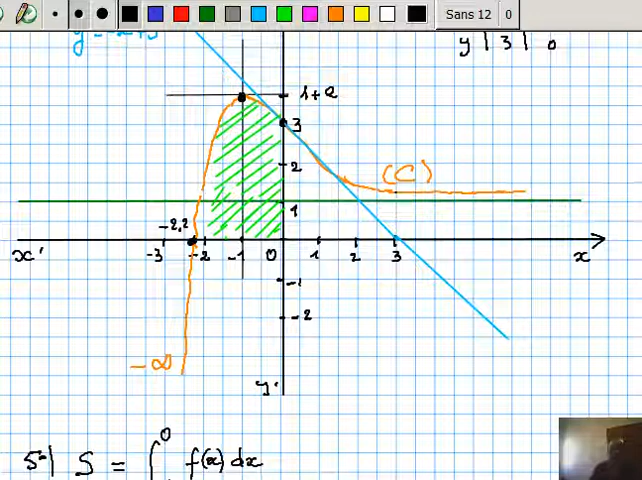 Sans 12 0
y | 3 | 0
1+e
3
(C)
2
1
-2,2
x' -3 -2 -1 0 1 2 3 x
-1
-2
-∞
y'
5-| S = ∫ 0 f(x) dx